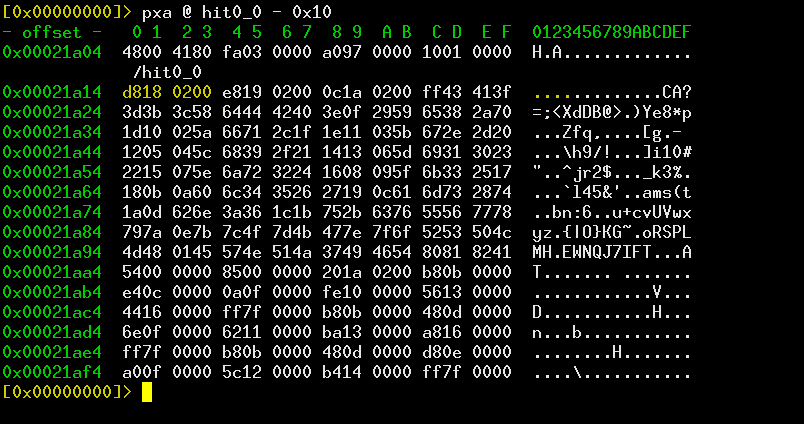 [0x00000000]> pxa @ hit0_0 - 0x10
- offset -   0 1  2 3  4 5  6 7  8 9  A B  C D  E F  0123456789ABCDEF
0x00021a04  4800 4180 fa03 0000 a097 0000 1001 0000  H.A.............
/hit0_0
0x00021a14  d818 0200 e819 0200 0c1a 0200 ff43 413f  .............CA?
0x00021a24  3d3b 3c58 6444 4240 3e0f 2959 6538 2a70  =;<XdDB@>.)Ye8*p
0x00021a34  1d10 025a 6671 2c1f 1e11 035b 672e 2d20  ...Zfq,....[g.-
0x00021a44  1205 045c 6839 2f21 1413 065d 6931 3023  ...\h9/!...]i10#
0x00021a54  2215 075e 6a72 3224 1608 095f 6b33 2517  "..^jr2$..._k3%.
0x00021a64  180b 0a60 6c34 3526 2719 0c61 6d73 2874  ...`l45&'..ams(t
0x00021a74  1a0d 626e 3a36 1c1b 752b 6376 5556 7778  ..bn:6..u+cvUVwx
0x00021a84  797a 0e7b 7c4f 7d4b 477e 7f6f 5253 504c  yz.{|O}KG~.oRSPL
0x00021a94  4d48 0145 574e 514a 3749 4654 8081 8241  MH.EWNQJ7IFT...A
0x00021aa4  5400 0000 8500 0000 201a 0200 b80b 0000  T....... .......
0x00021ab4  e40c 0000 0a0f 0000 fe10 0000 5613 0000  ............V...
0x00021ac4  4416 0000 ff7f 0000 b80b 0000 480d 0000  D...........H...
0x00021ad4  6e0f 0000 6211 0000 ba13 0000 a816 0000  n...b...........
0x00021ae4  ff7f 0000 b80b 0000 480d 0000 d80e 0000  ........H.......
0x00021af4  a00f 0000 5c12 0000 b414 0000 ff7f 0000  ....\...........
[0x00000000]>